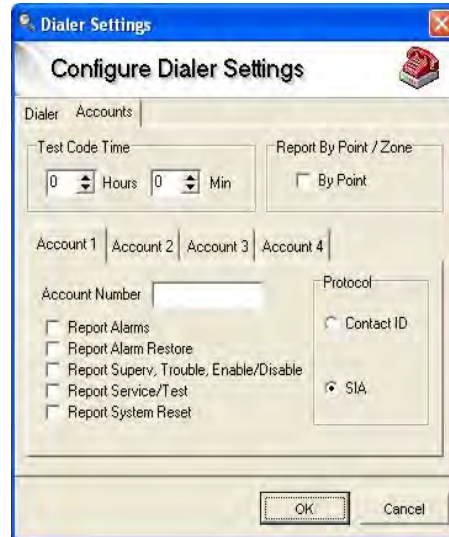 Dialer Settings
Configure Dialer Settings
Dialer Accounts
Test Code Time
0 Hours 0 Min
Report By Point / Zone
By Point
Account 1 Account 2 Account 3 Account 4
Account Number
Report Alarms
Report Alarm Restore
Report Superv, Trouble, Enable/Disable
Report Service/Test
Report System Reset
Protocol
Contact ID
SIA
OK Cancel